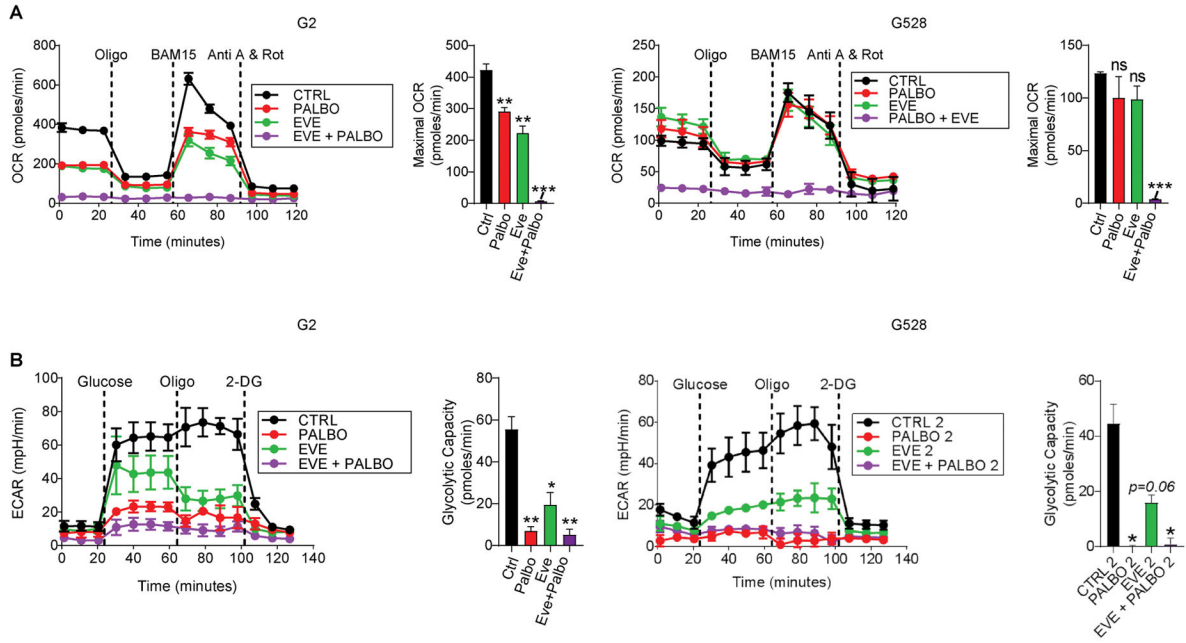 A
G2
G528
OCR (pmoles/min)
800
600
400
200
0
Oligo
BAM15
Anti A & Rot
CTRL
PALBO
EVE
EVE + PALBO
0 20 40 60 80 100 120
Time (minutes)
Maximal OCR
(pmoles/min)
500
400
300
200
100
0
**
**
***
Ctrl
Palbo
Eve
Eve+Palbo
OCR (pmoles/min)
250
200
150
100
50
0
Oligo
BAM15
Anti A & Rot
CTRL
PALBO
EVE
PALBO + EVE
0 20 40 60 80 100 120
Time (minutes)
Maximal OCR
(pmoles/min)
150
100
50
0
ns
ns
***
Ctrl
Palbo
Eve
Eve+Palbo
G2
G528
B
ECAR (mpH/min)
100
80
60
40
20
0
Glucose
Oligo
2-DG
CTRL
PALBO
EVE
EVE + PALBO
0 20 40 60 80 100 120 140
Time (minutes)
Glycolytic Capacity
(pmoles/min)
80
60
40
20
0
**
*
**
Ctrl
Palbo
Eve
Eve+Palbo
ECAR (mpH/min)
80
60
40
20
0
Glucose
Oligo
2-DG
CTRL 2
PALBO 2
EVE 2
EVE + PALBO 2
0 20 40 60 80 100 120 140
Time (minutes)
Glycolytic Capacity
(pmoles/min)
60
40
20
0
*
p=0.06
*
CTRL 2
PALBO 2
EVE 2
EVE + PALBO 2